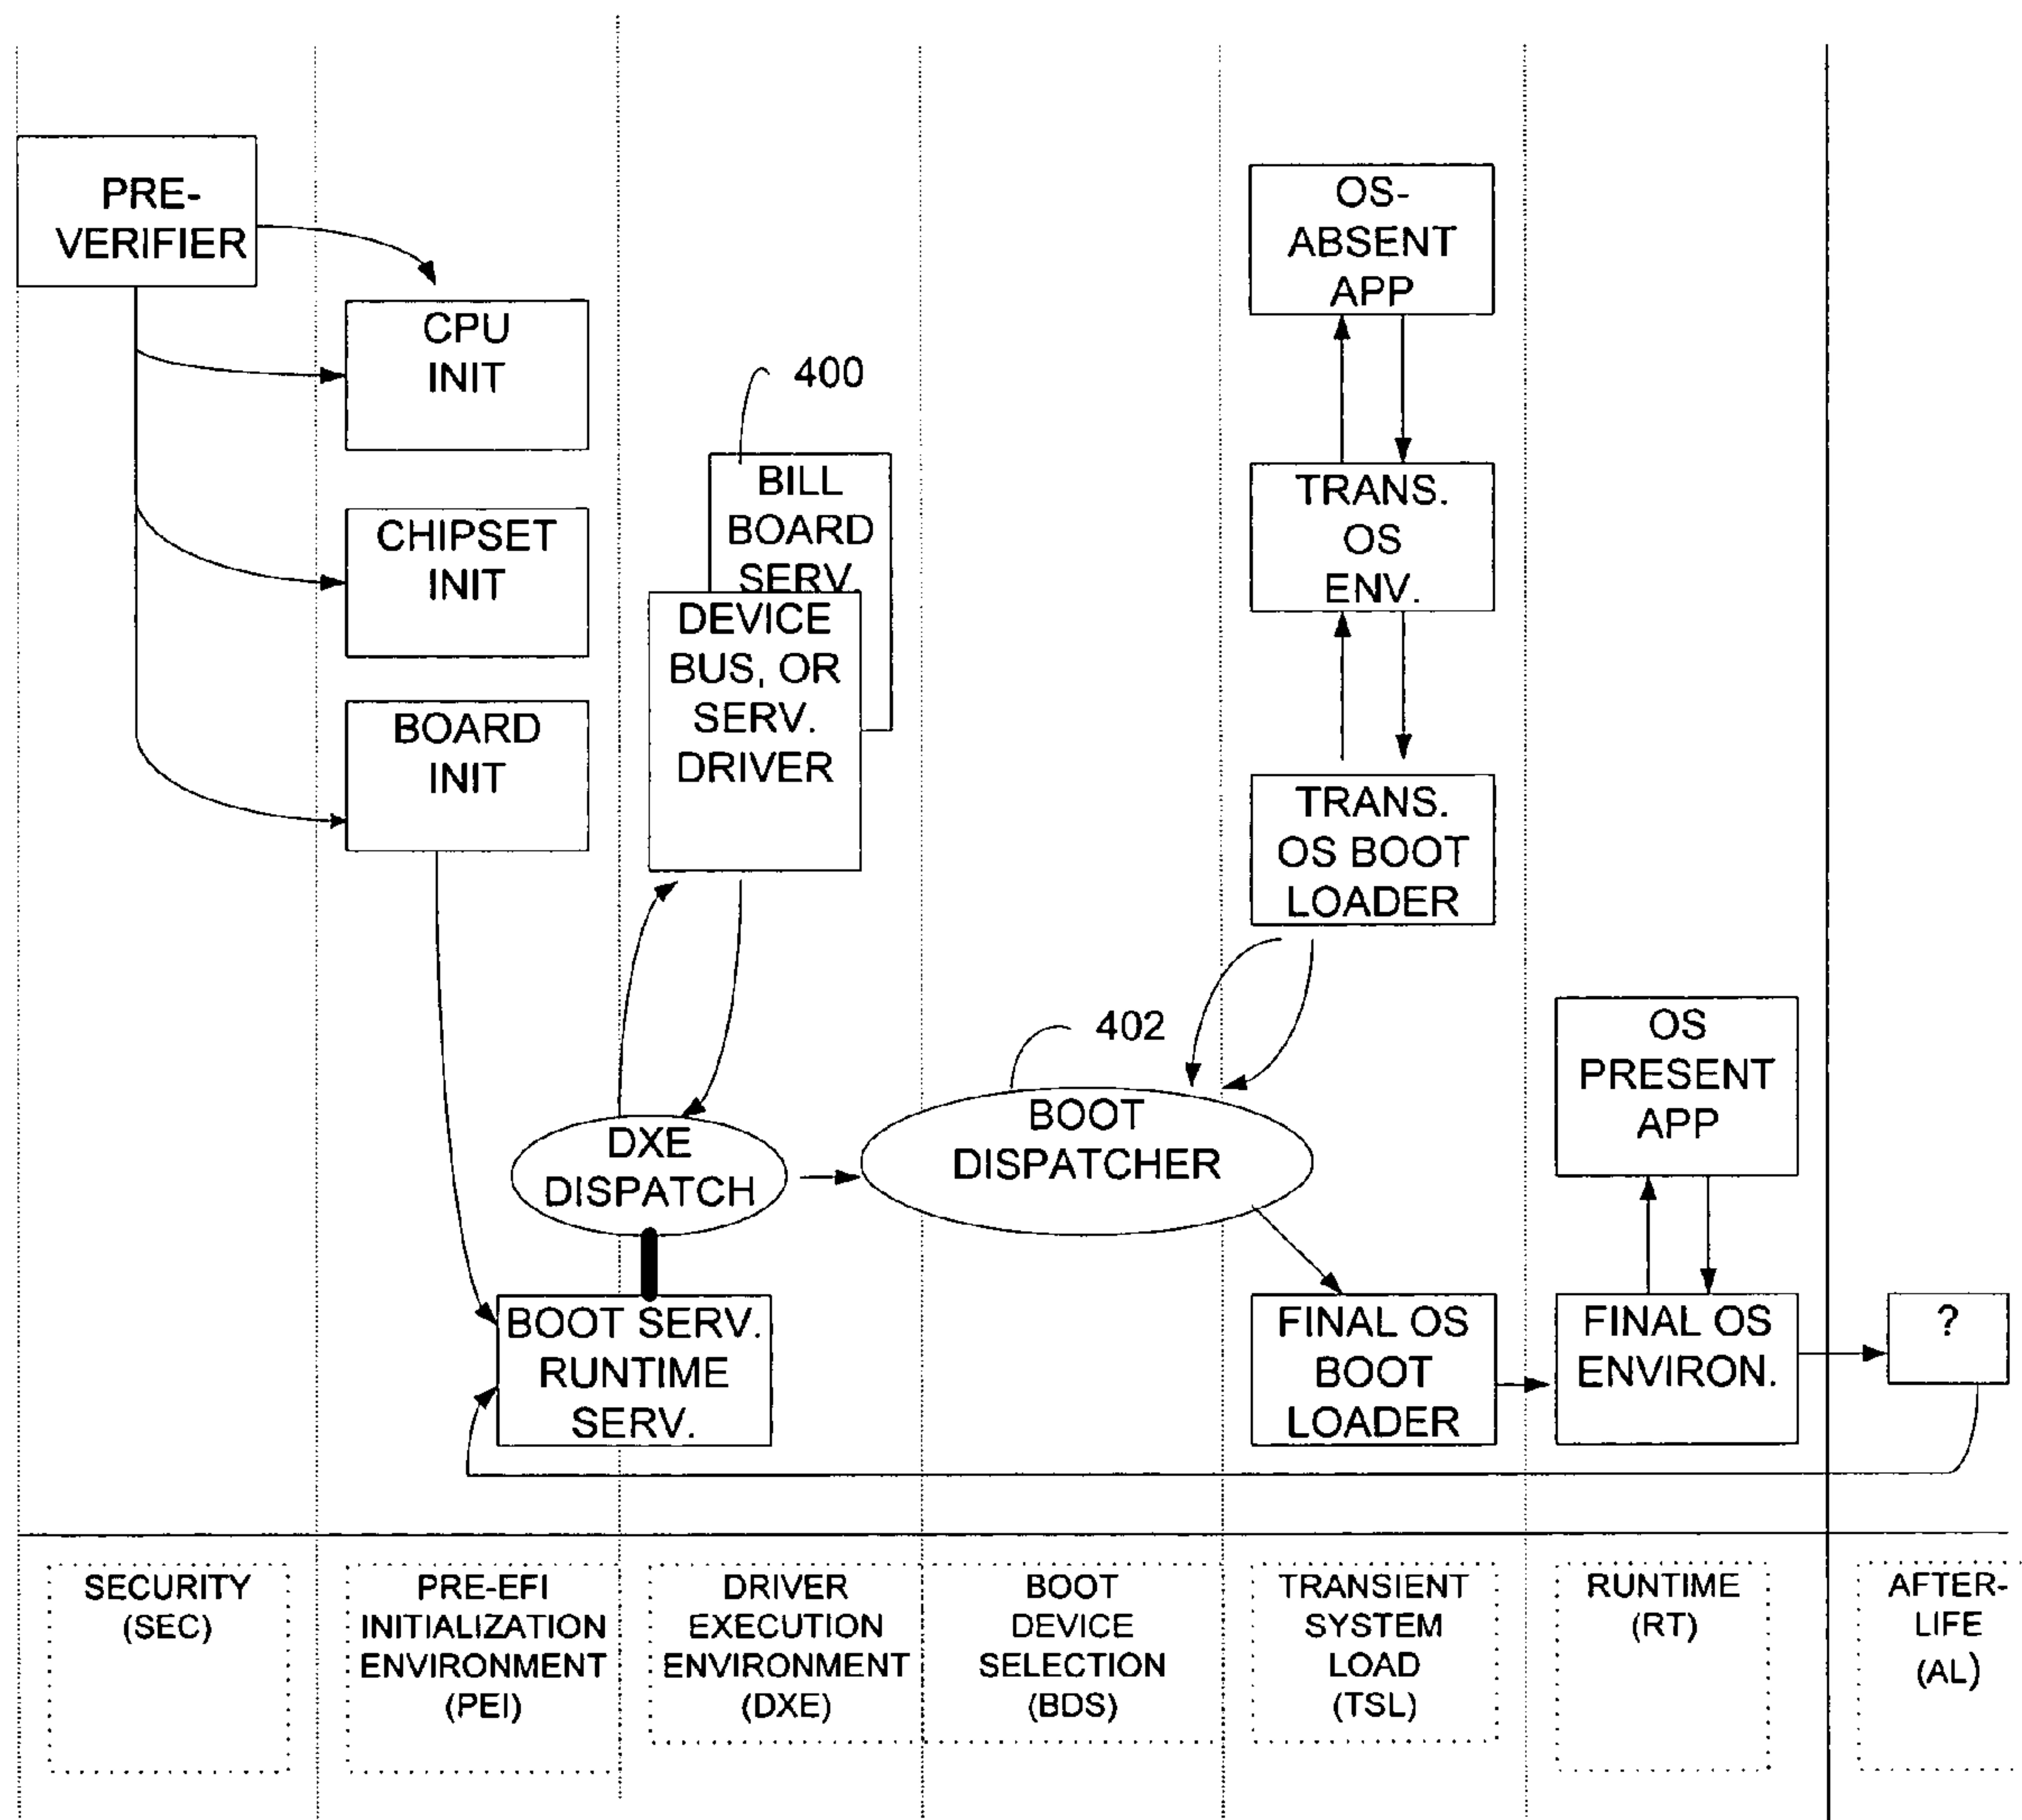 PRE-
VERIFIER
CPU
INIT
CHIPSET
INIT
BOARD
INIT
400
BILL
BOARD
SERV.
DEVICE
BUS, OR
SERV.
DRIVER
DXE
DISPATCH
BOOT SERV.
RUNTIME
SERV.
402
BOOT
DISPATCHER
OS-
ABSENT
APP
TRANS.
OS
ENV.
TRANS.
OS BOOT
LOADER
FINAL OS
BOOT
LOADER
OS
PRESENT
APP
FINAL OS
ENVIRON.
?
SECURITY
(SEC)
PRE-EFI
INITIALIZATION
ENVIRONMENT
(PEI)
DRIVER
EXECUTION
ENVIRONMENT
(DXE)
BOOT
DEVICE
SELECTION
(BDS)
TRANSIENT
SYSTEM
LOAD
(TSL)
RUNTIME
(RT)
AFTER-
LIFE
(AL)